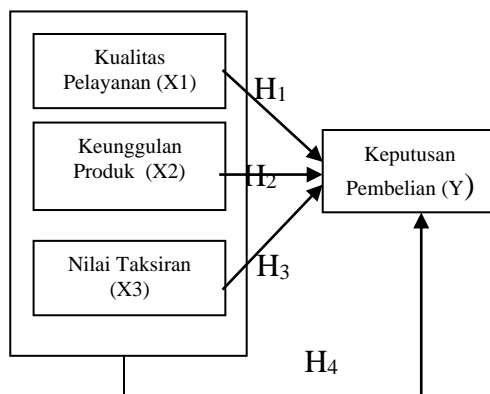 Kualitas
Pelayanan (X1)
H1
Keunggulan
Produk (X2)
H2
Keputusan
Pembelian (Y)
Nilai Taksiran
(X3)
H3
H4